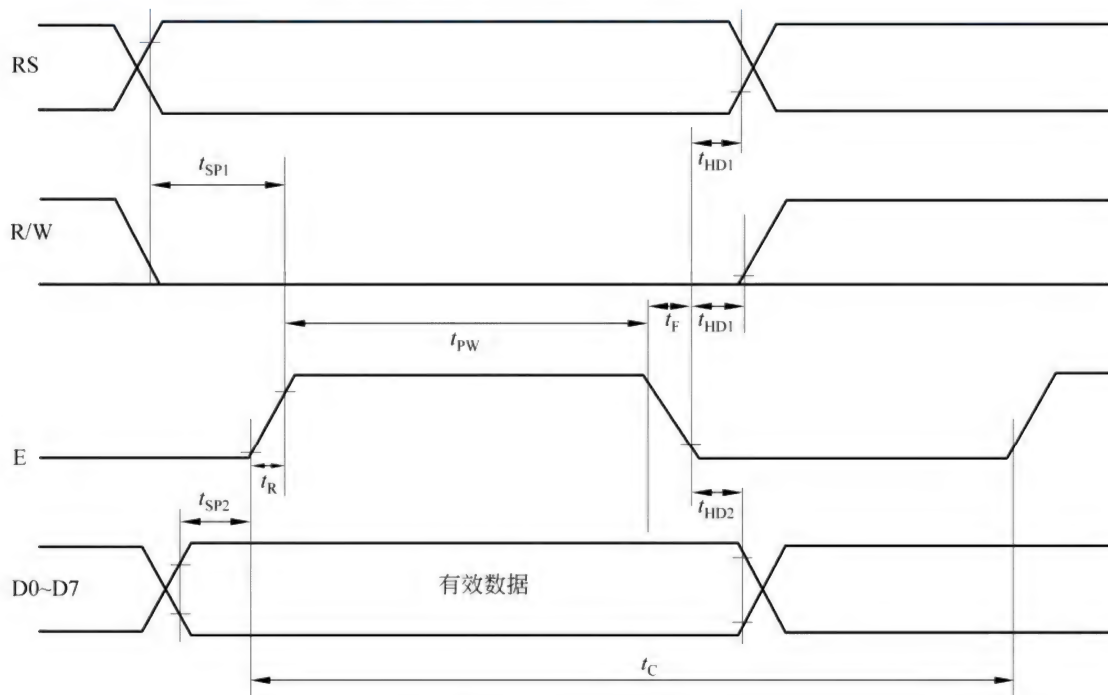 RS
tSP1
tHD1
R/W
tF
tHD1
tPW
E
tR
tSP2
tHD2
D0~D7
有效数据
tC